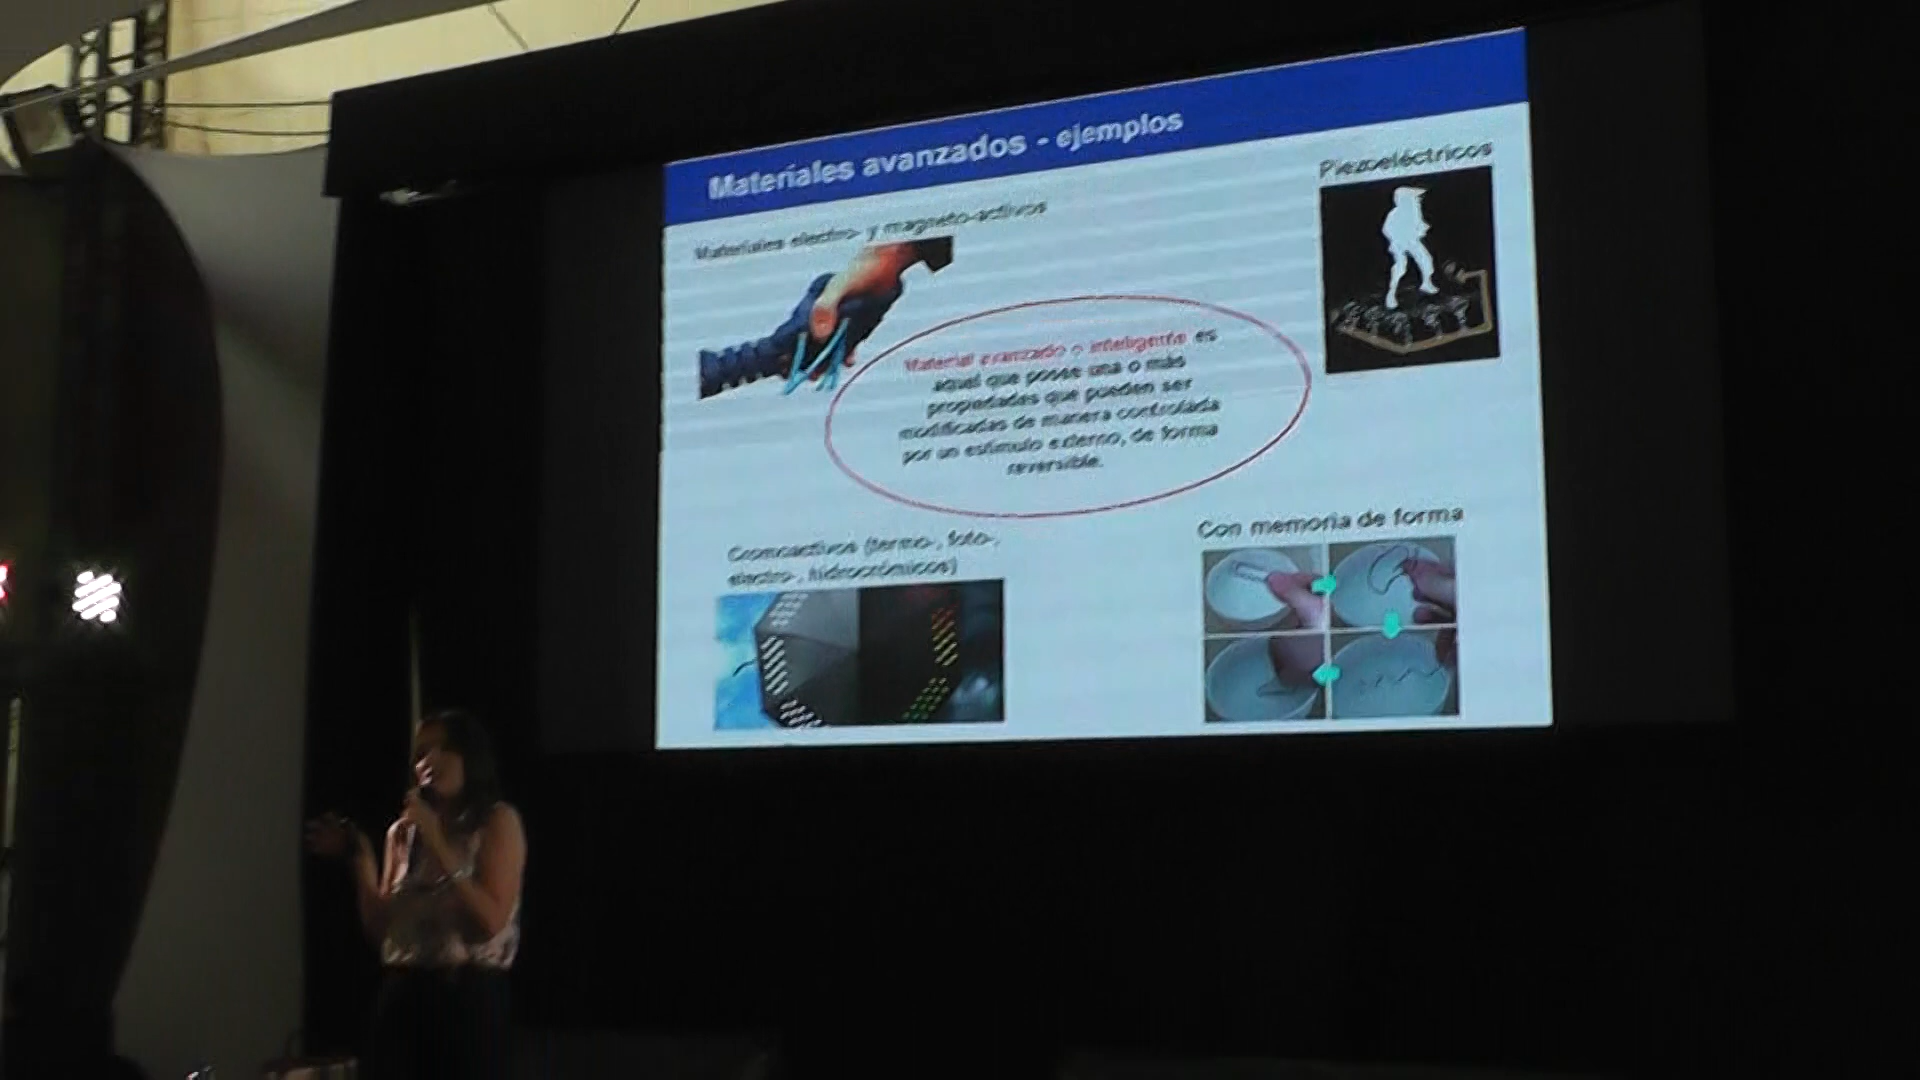 Materiales avanzados - ejemplos
Materiales electro- y magneto-activos
Piezoeléctricos
Material avanzado o inteligente es
aquel que posee una o más
propiedades que pueden ser
modificadas de manera controlada
por un estímulo externo, de forma
reversible.
Cromoactivos (termo-, foto-,
electro-, hidrocrómicos)
Con memoria de forma